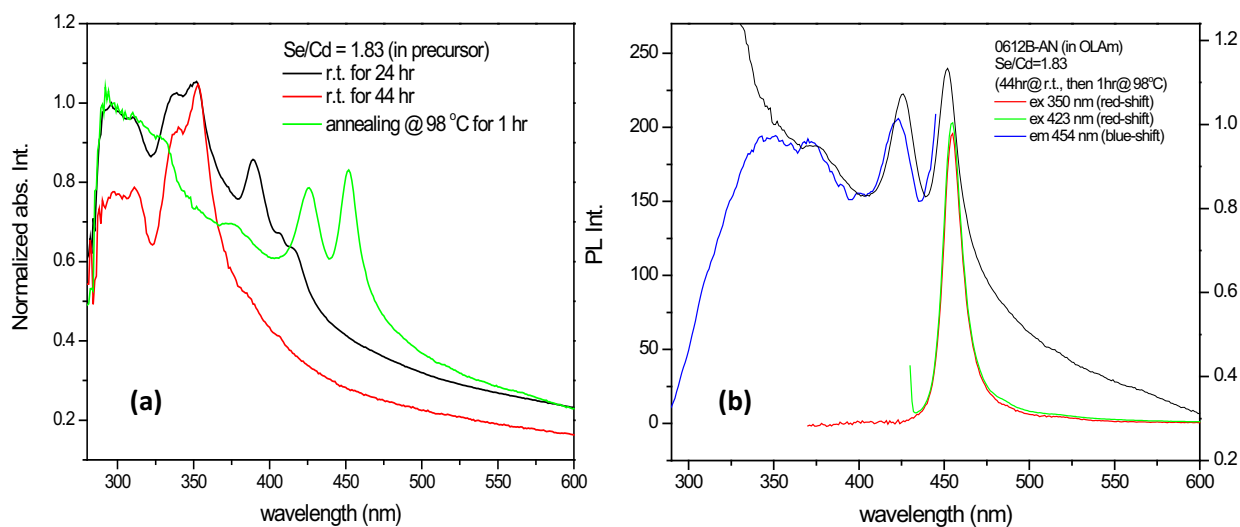 1.2
1.0
0.8
0.6
0.4
0.2
Normalized abs. Int.
Se/Cd = 1.83 (in precursor)
r.t. for 24 hr
r.t. for 44 hr
annealing @ 98 °C for 1 hr
(a)
300
350
400
450
500
550
600
wavelength (nm)
250
225
200
175
150
125
100
75
50
25
0
PL Int.
0612B-AN (in OLAm)
Se/Cd=1.83
(44hr@ r.t., then 1hr@ 98°C)
ex 350 nm (red-shift)
ex 423 nm (red-shift)
em 454 nm (blue-shift)
(b)
1.2
1.0
0.8
0.6
0.4
0.2
300
350
400
450
500
550
600
wavelength (nm)